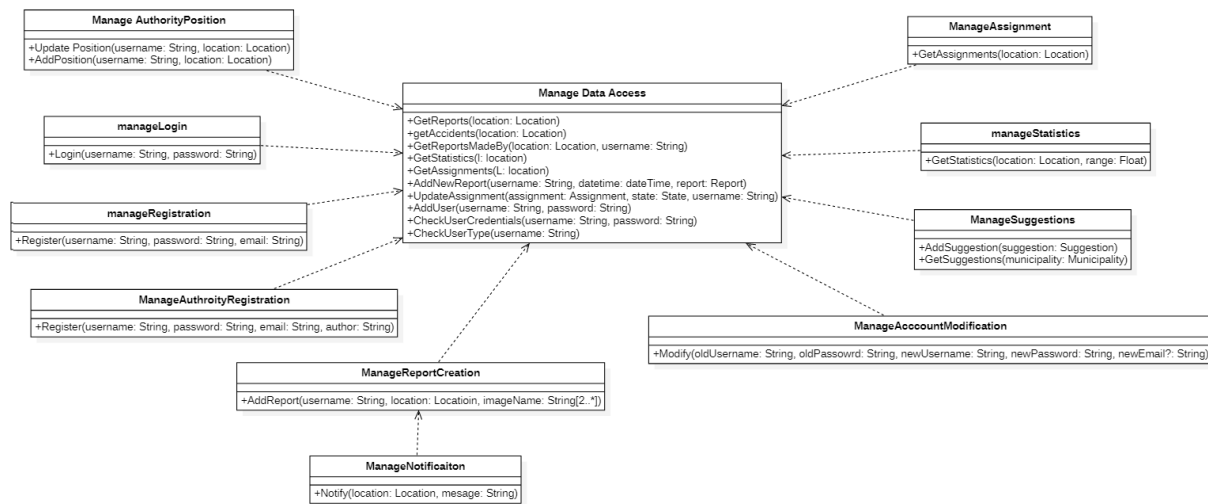 Manage AuthorityPosition
+Update Position(username: String, location: Location)
+AddPosition(username: String, location: Location)
ManageAssignment
+GetAssignments(location: Location)
Manage Data Access
+GetReports(location: Location)
+getAccidents(location: Location)
+GetReportsMadeBy(location: Location, username: String)
+GetStatistics(l: location)
+GetAssignments(L: location)
+AddNewReport(username: String, datetime: dateTime, report: Report)
+UpdateAssignment(assignment: Assignment, state: State, username: String)
+AddUser(username: String, password: String)
+CheckUserCredentials(username: String, password: String)
+CheckUserType(username: String)
manageLogin
+Login(username: String, password: String)
manageStatistics
+GetStatistics(location: Location, range: Float)
manageRegistration
+Register(username: String, password: String, email: String)
ManageSuggestions
+AddSuggestion(suggestion: Suggestion)
+GetSuggestions(municipality: Municipality)
ManageAuthroityRegistration
+Register(username: String, password: String, email: String, author: String)
ManageAcccountModification
+Modify(oldUsername: String, oldPassowrd: String, newUsername: String, newPassword: String, newEmail?: String)
ManageReportCreation
+AddReport(username: String, location: Locatioin, imageName: String[2..*])
ManageNotificaiton
+Notify(location: Location, mesage: String)